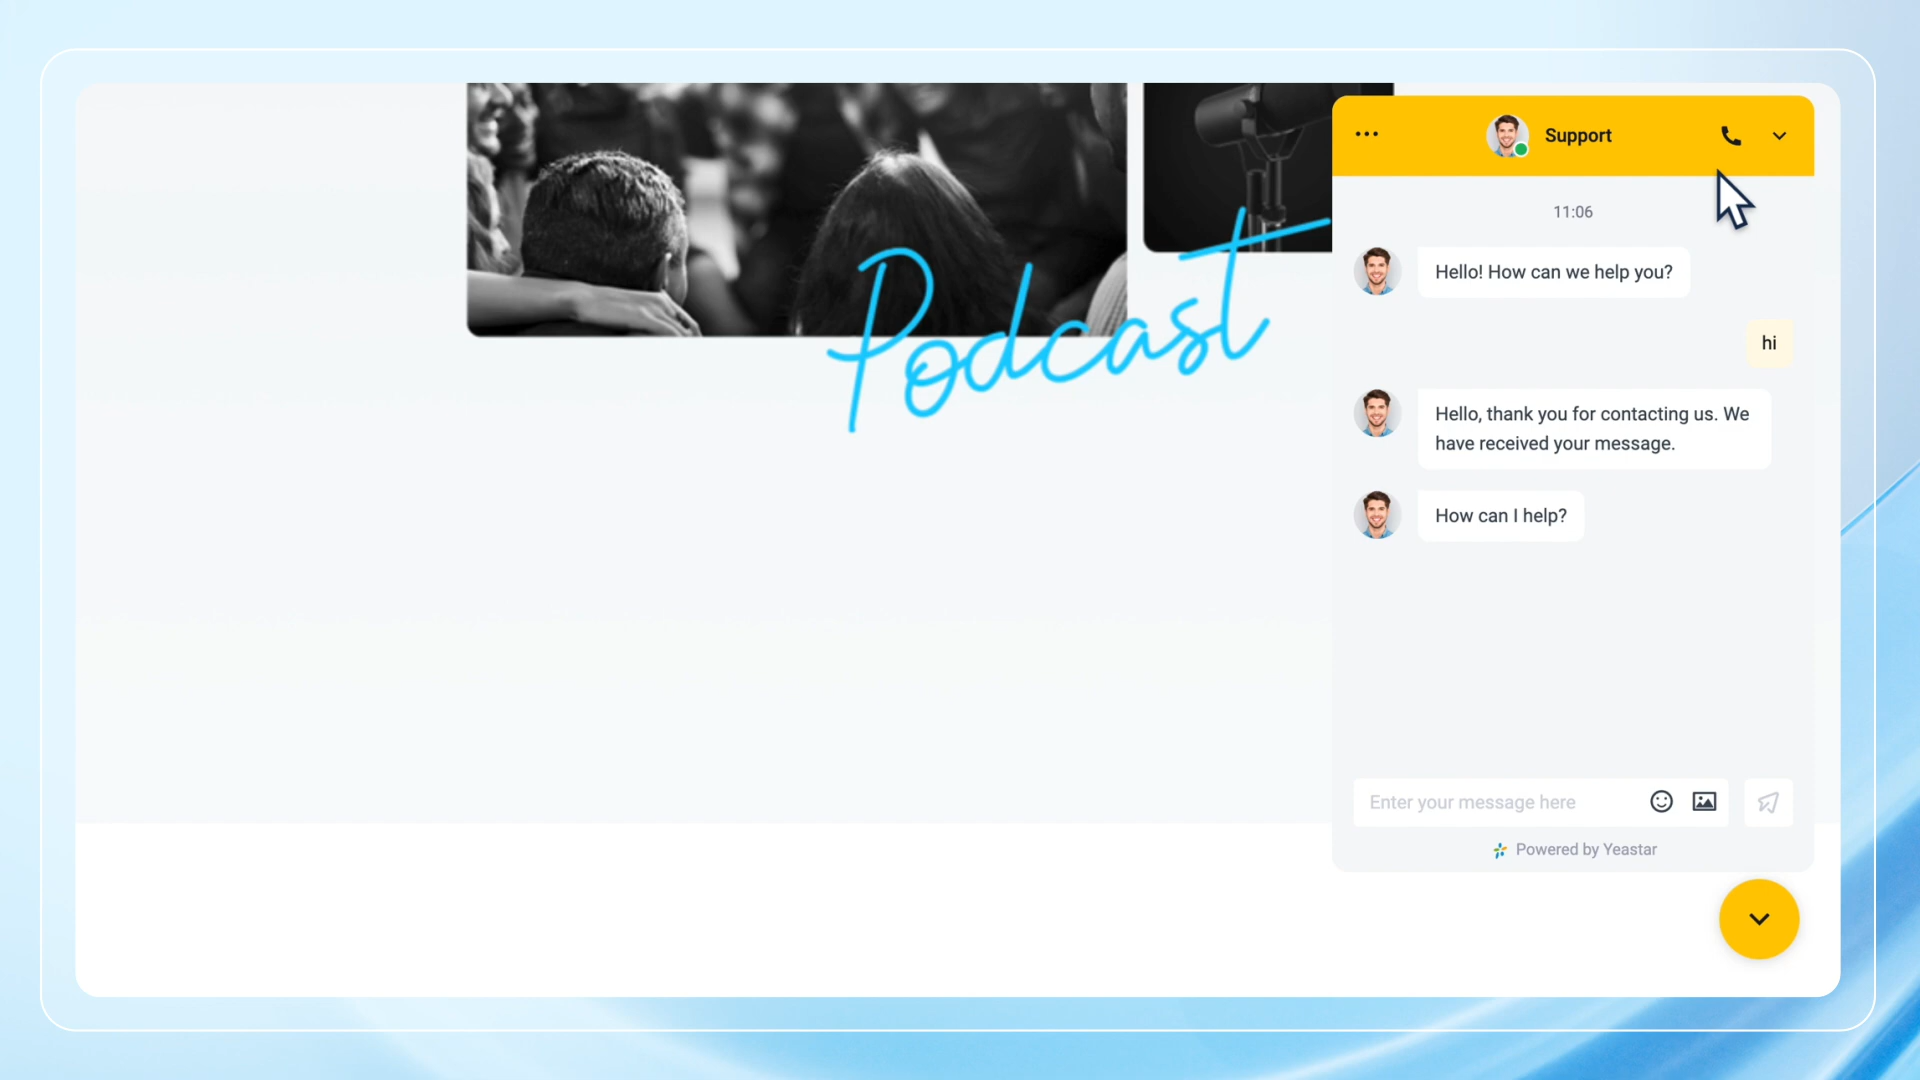 Podcast
Support
11:06
Hello! How can we help you?
hi
Hello, thank you for contacting us. We
have received your message.
How can I help?
Enter your message here
Powered by Yeastar